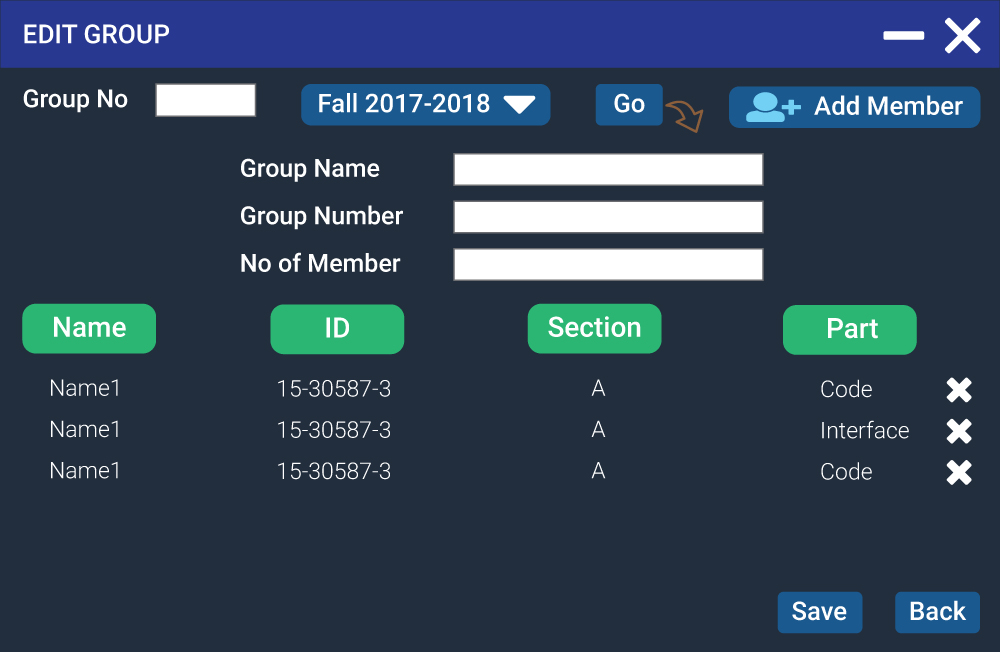 EDIT GROUP
Group No Fall 2017-2018 Go Add Member
Group Name
Group Number
No of Member
Name ID Section Part
Name1 15-30587-3 A Code
Name1 15-30587-3 A Interface
Name1 15-30587-3 A Code
Save Back